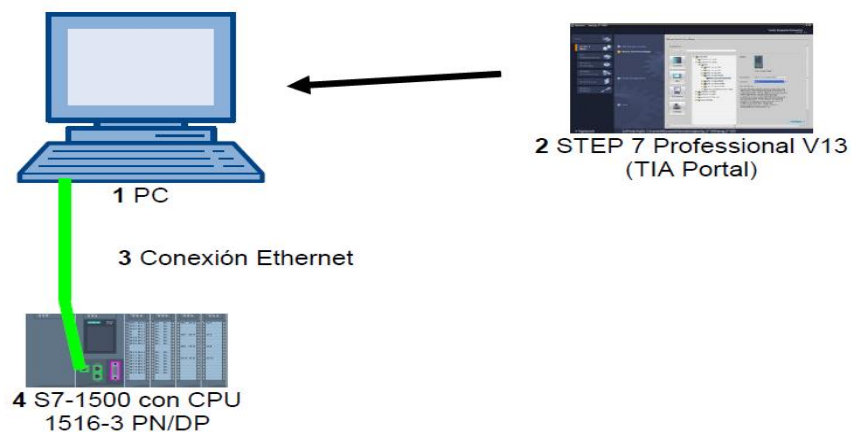 2 STEP 7 Professional V13
(TIA Portal)
1 PC
3 Conexión Ethernet
4 S7-1500 con CPU
1516-3 PN/DP